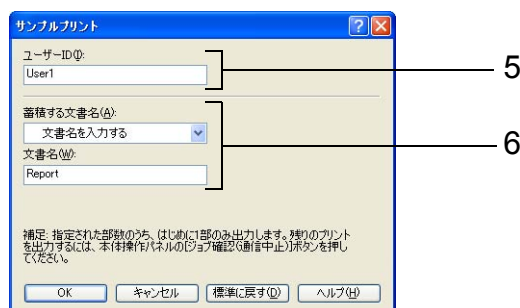 サンプルプリント
ユーザーID(I):
User1
5
蓄積する文書名(A):
文書名を入力する
6
文書名(W):
Report
補足: 指定された部数のうち、はじめに1部のみ出力します。残りのプリント
を出力するには、本体操作パネルの[ジョブ確認(通信中止)]ボタンを押し
てください。
OK キャンセル 標準に戻す(D) ヘルプ(H)